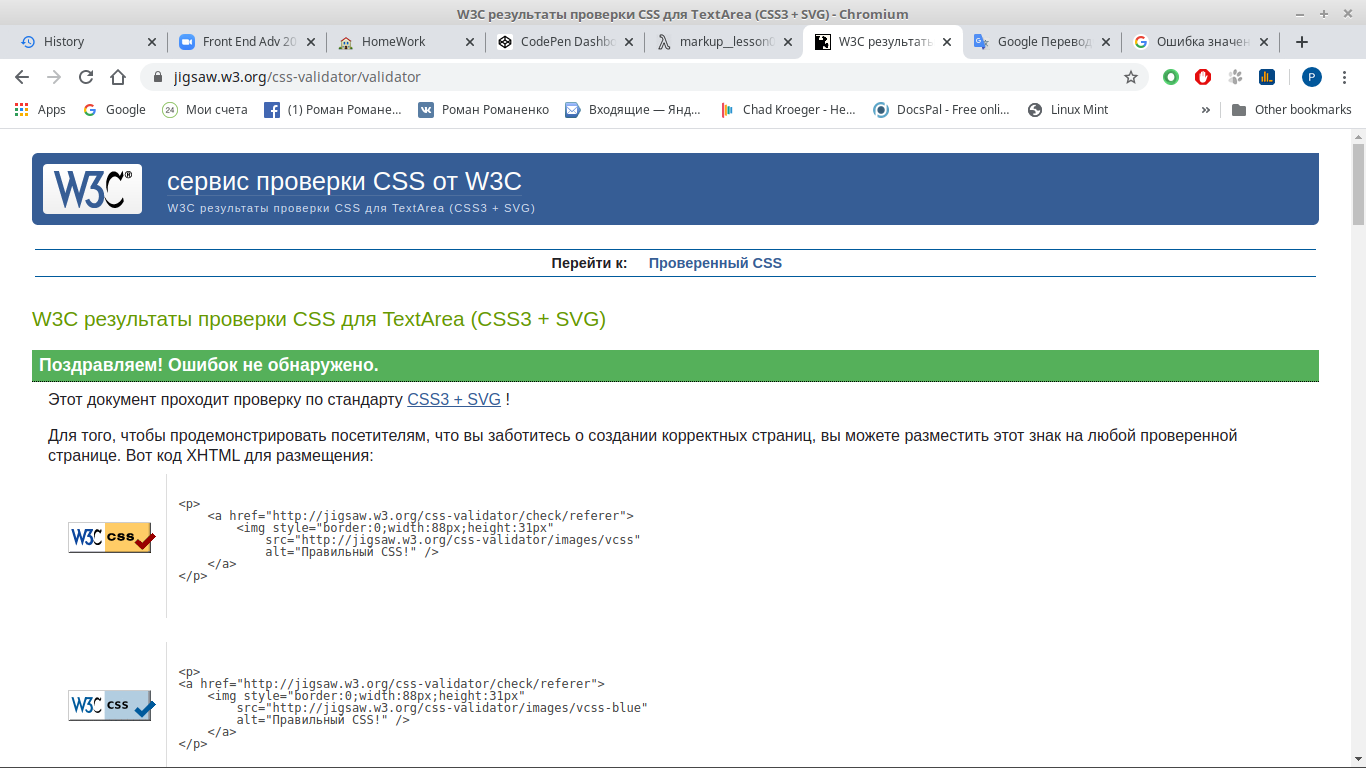 W3C результаты проверки CSS для TextArea (CSS3 + SVG) - Chromium
History
Front End Adv 20
HomeWork
CodePen Dashbo
markup__lesson0
W3C результать
Google Перевод
Ошибка значен
jigsaw.w3.org/css-validator/validator
P
Apps
Google
24 Мои счета
(1) Роман Романе...
Роман Романенко
Входящие — Янд...
Chad Kroeger - He...
DocsPal - Free onli...
Linux Mint
»
Other bookmarks
W3C®
сервис проверки CSS от W3C
W3C результаты проверки CSS для TextArea (CSS3 + SVG)
Перейти к: Проверенный CSS
W3C результаты проверки CSS для TextArea (CSS3 + SVG)
Поздравляем! Ошибок не обнаружено.
Этот документ проходит проверку по стандарту CSS3 + SVG !
Для того, чтобы продемонстрировать посетителям, что вы заботитесь о создании корректных страниц, вы можете разместить этот знак на любой проверенной
странице. Вот код XHTML для размещения:
W3C css
<p>
<a href="http://jigsaw.w3.org/css-validator/check/referer">
<img style="border:0;width:88px;height:31px"
src="http://jigsaw.w3.org/css-validator/images/vcss"
alt="Правильный CSS!" />
</a>
</p>
W3C css
<p>
<a href="http://jigsaw.w3.org/css-validator/check/referer">
<img style="border:0;width:88px;height:31px"
src="http://jigsaw.w3.org/css-validator/images/vcss-blue"
alt="Правильный CSS!" />
</a>
</p>